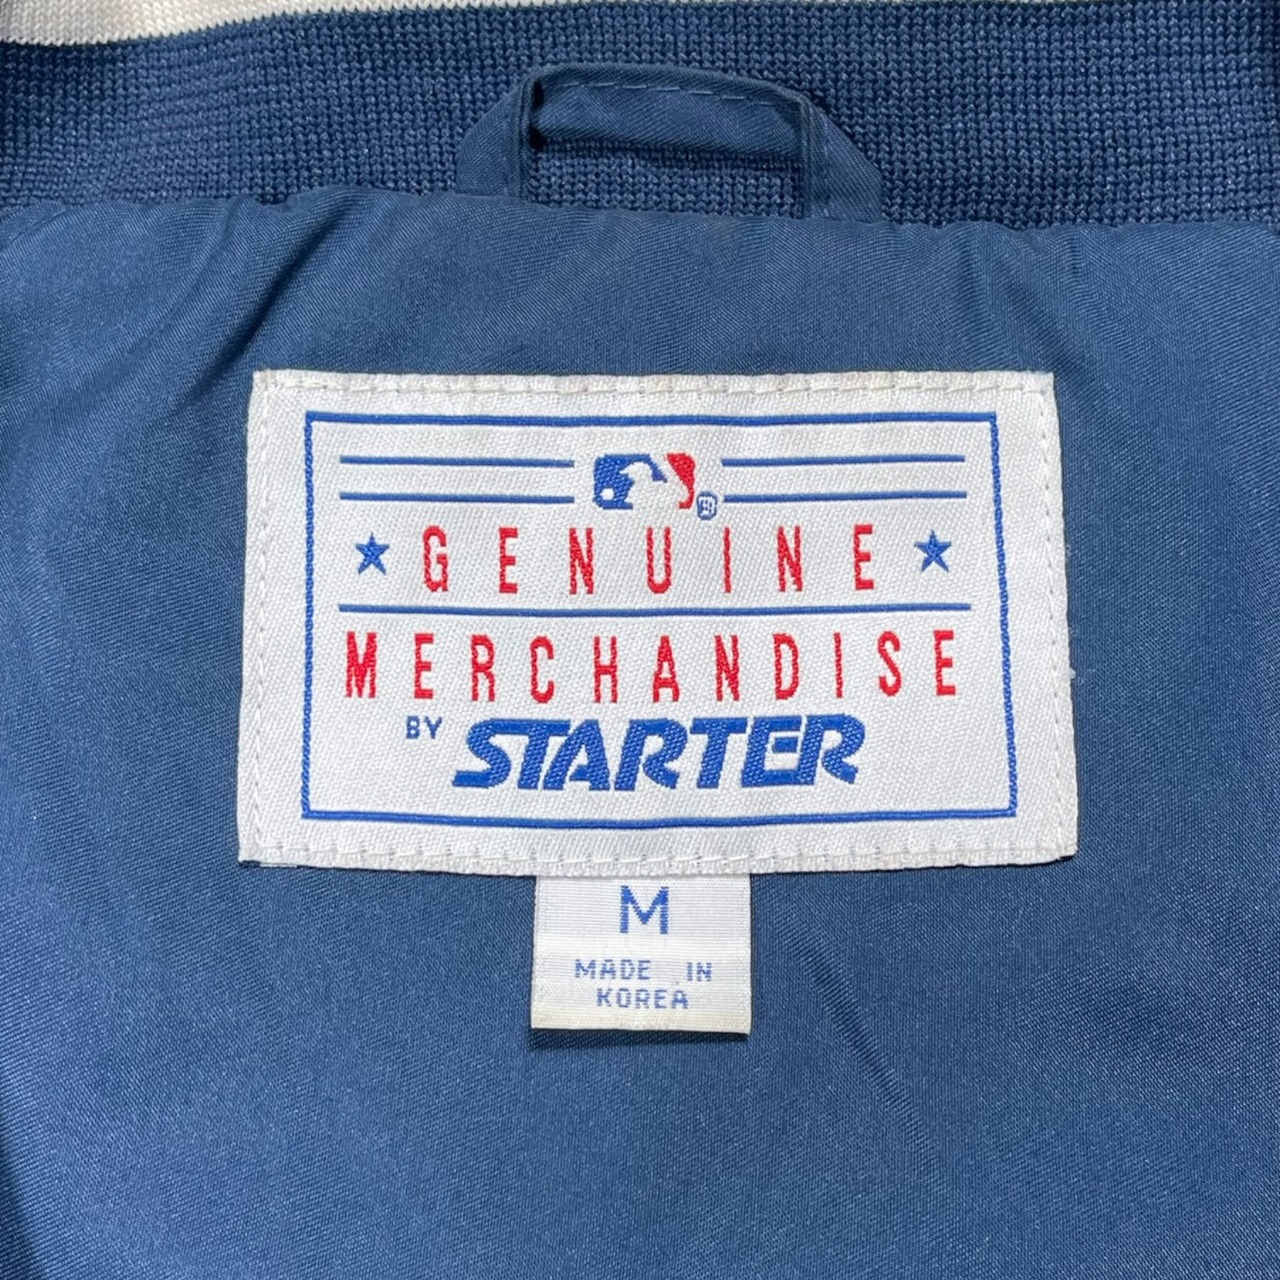 GENUINE
MERCHANDISE
BY STARTER
M
MADE IN
KOREA